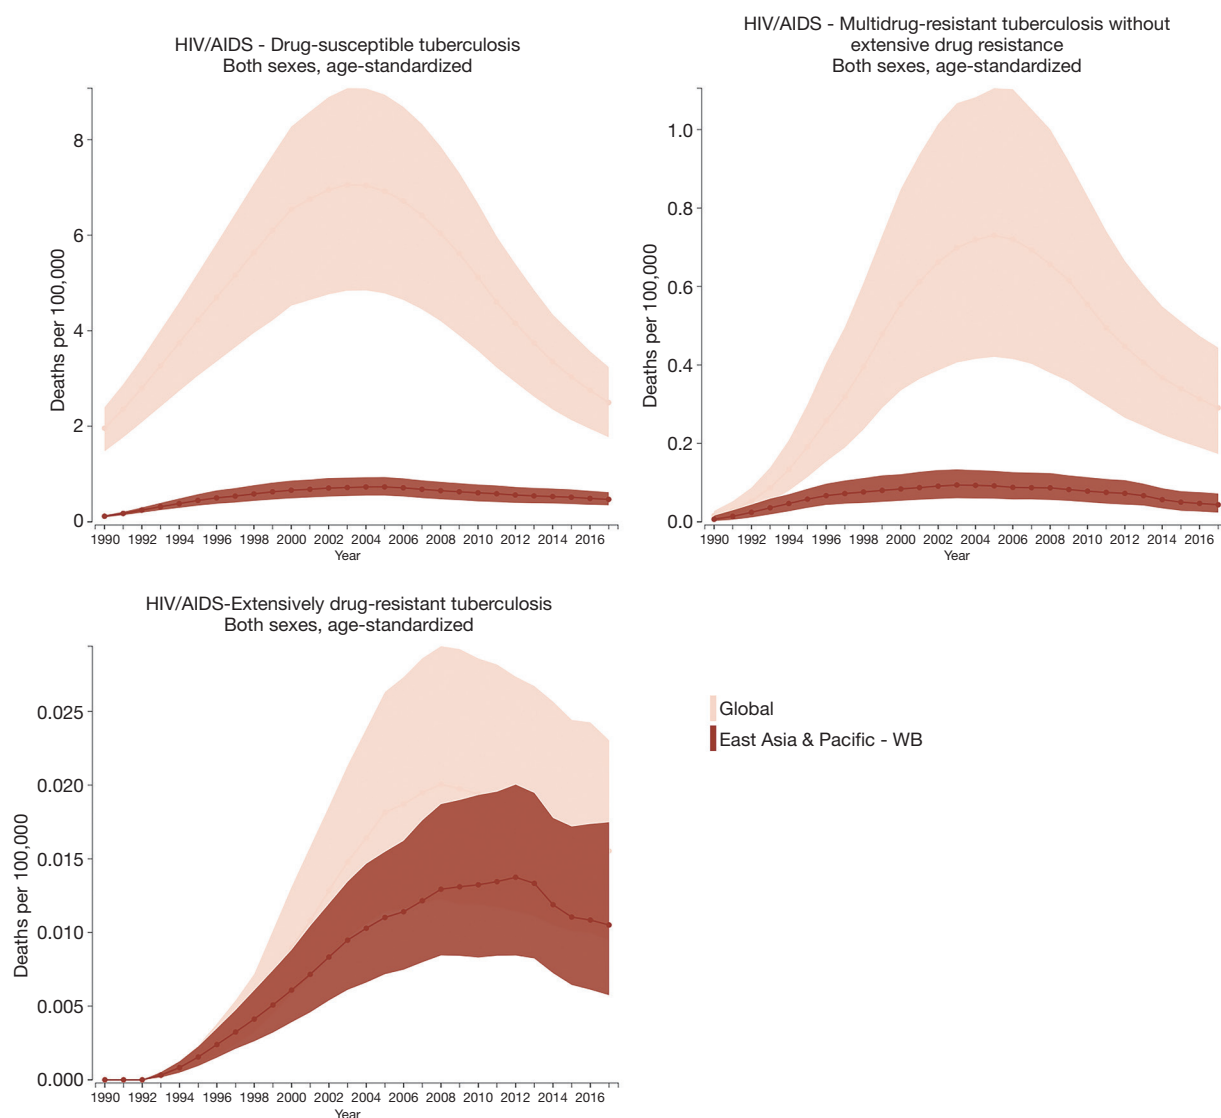 HIV/AIDS - Drug-susceptible tuberculosis
Both sexes, age-standardized
Deaths per 100,000
8
6
4
2
0
1990 1992 1994 1996 1998 2000 2002 2004 2006 2008 2010 2012 2014 2016
Year
HIV/AIDS - Multidrug-resistant tuberculosis without
extensive drug resistance
Both sexes, age-standardized
Deaths per 100,000
1.0
0.8
0.6
0.4
0.2
0.0
1990 1992 1994 1996 1998 2000 2002 2004 2006 2008 2010 2012 2014 2016
Year
HIV/AIDS-Extensively drug-resistant tuberculosis
Both sexes, age-standardized
Deaths per 100,000
0.025
0.020
0.015
0.010
0.005
0.000
1990 1992 1994 1996 1998 2000 2002 2004 2006 2008 2010 2012 2014 2016
Year
Global
East Asia & Pacific - WB